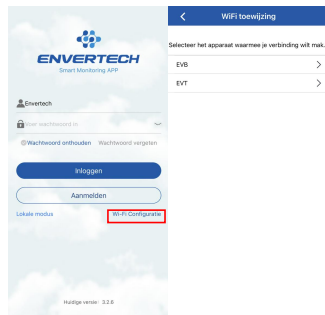 ENVERTECH
Smart Monitoring APP
Envertech
Voer wachtwoord in
Wachtwoord onthouden Wachtwoord vergeten
Inloggen
Aanmelden
Lokale modus Wi-Fi Configuratie
Huidige versie 3.2.6
WiFi toewijzing
Selecteer het apparaat waarmee je verbinding wilt mak.
EVB
EVT